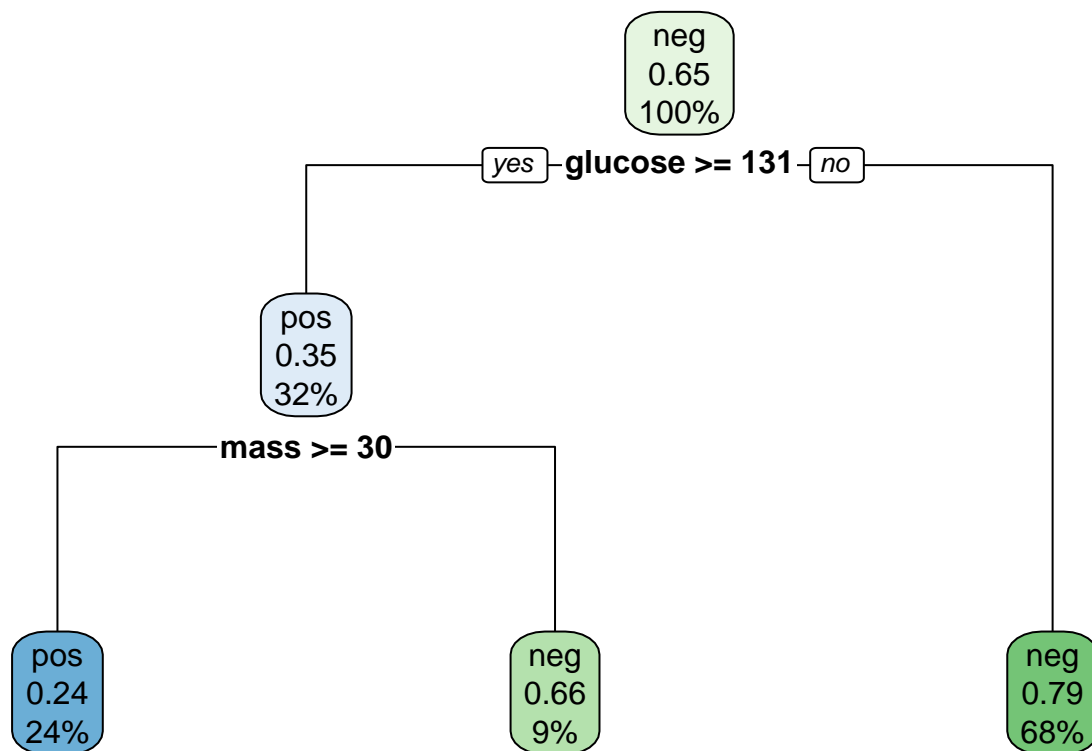 neg
0.65
100%
yes glucose >= 131 no
pos
0.35
32%
mass >= 30
pos
0.24
24%
neg
0.66
9%
neg
0.79
68%